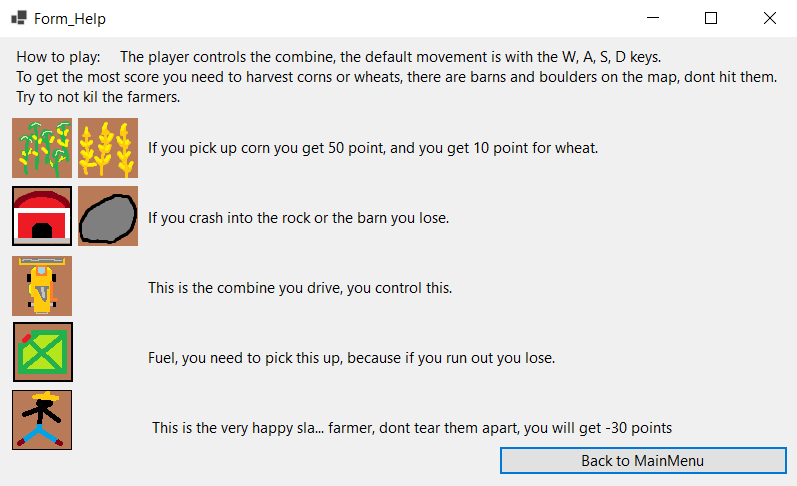 Form_Help
How to play: The player controls the combine, the default movement is with the W, A, S, D keys.
To get the most score you need to harvest corns or wheats, there are barns and boulders on the map, dont hit them.
Try to not kil the farmers.
If you pick up corn you get 50 point, and you get 10 point for wheat.
If you crash into the rock or the barn you lose.
This is the combine you drive, you control this.
Fuel, you need to pick this up, because if you run out you lose.
This is the very happy sla... farmer, dont tear them apart, you will get -30 points
Back to MainMenu